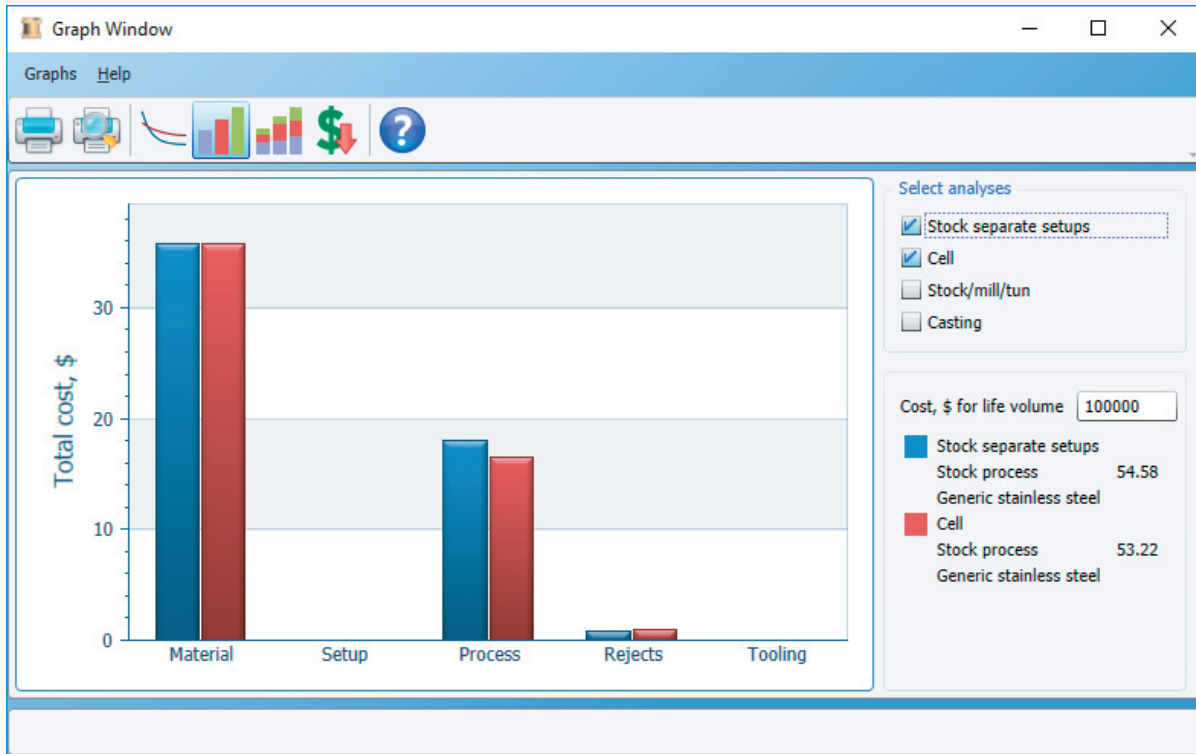 Graph Window
Graphs Help
$
?
Total cost, $
30
20
10
0
Material Setup Process Rejects Tooling
Select analyses
Stock separate setups
Cell
Stock/mill/tun
Casting
Cost, $ for life volume 100000
Stock separate setups
Stock process 54.58
Generic stainless steel
Cell
Stock process 53.22
Generic stainless steel